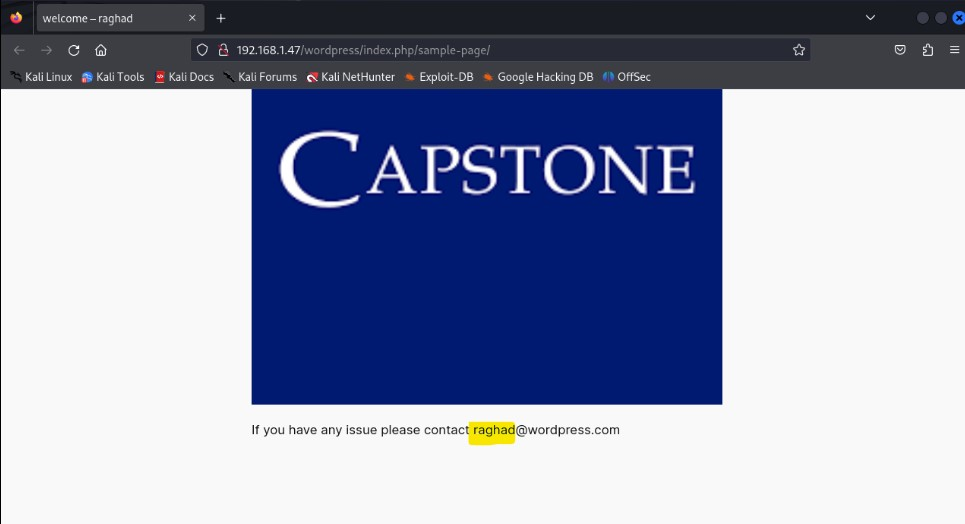 welcome – raghad
192.168.1.47/wordpress/index.php/sample-page/
Kali Linux Kali Tools Kali Docs Kali Forums Kali NetHunter Exploit-DB Google Hacking DB OffSec
CAPSTONE
If you have any issue please contact raghad@wordpress.com